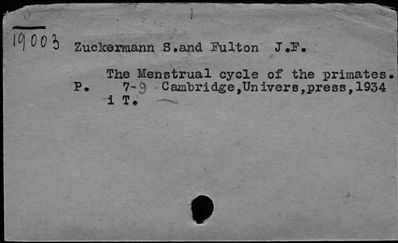 19003
Zuckermann S.and Fulton J.F.
The Menstrual cycle of the primates.
P. 7-9 Cambridge,Univers,press,1934
1 T.